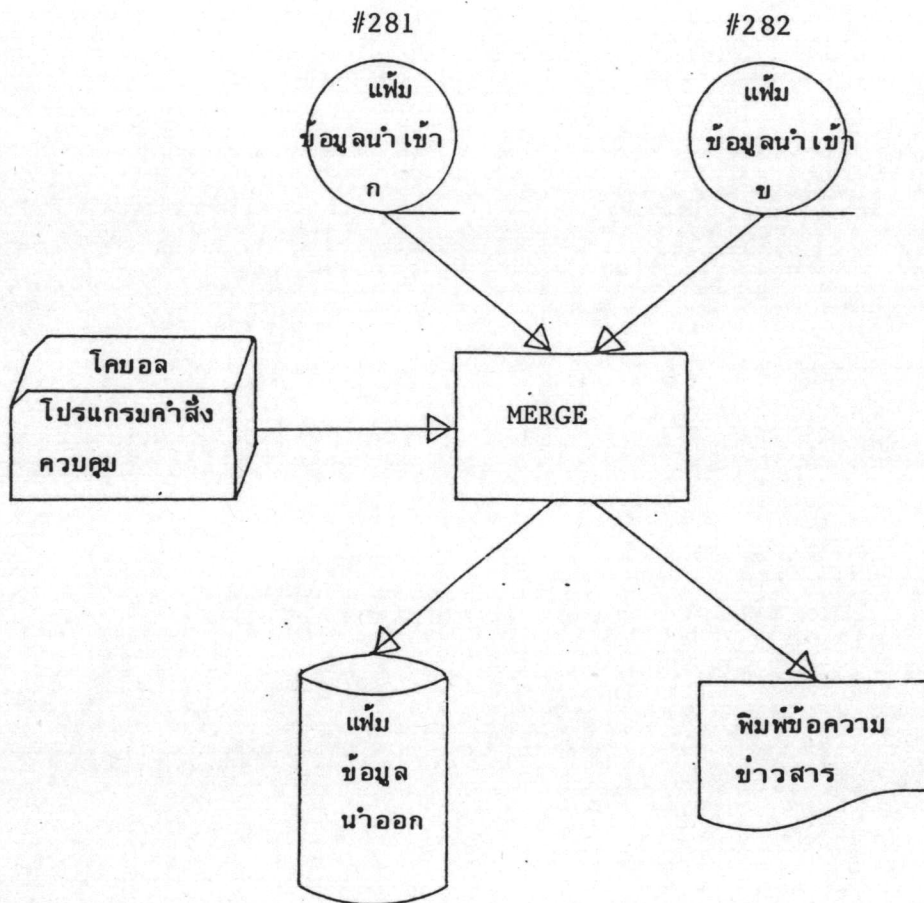 #281
#282
แฟ้ม
ข้อมูลนำเข้า
ก
แฟ้ม
ข้อมูลนำเข้า
ข
โคบอล
โปรแกรมคำสั่ง
ควบคุม
MERGE
แฟ้ม
ข้อมูล
นำออก
พิมพ์ข้อความ
ข่าวสาร